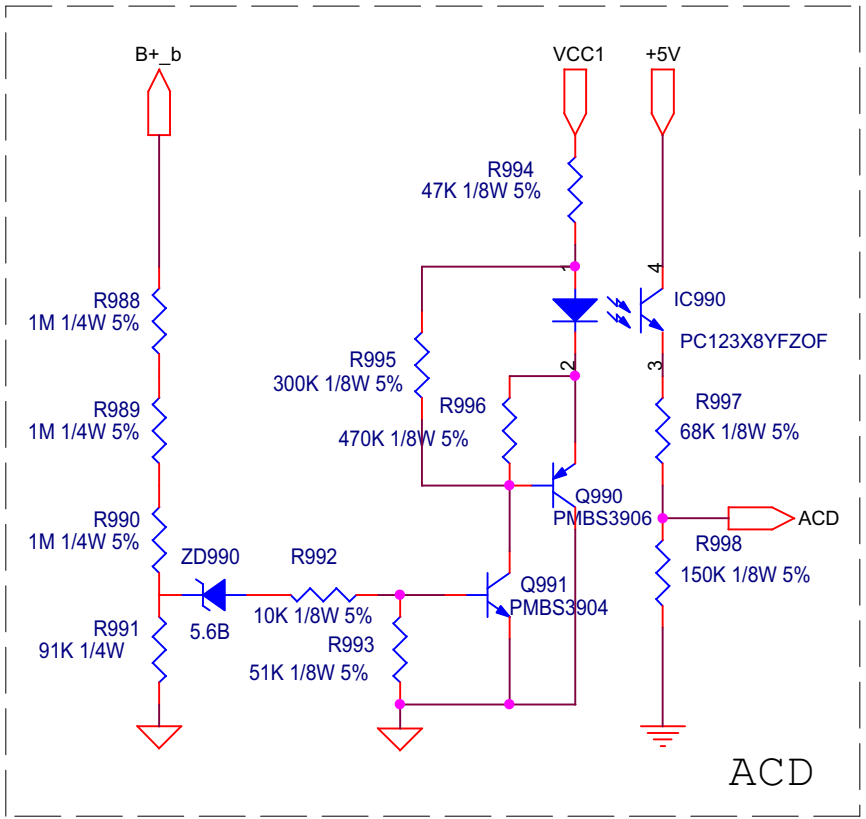 B+_b
VCC1
+5V
R994
47K 1/8W 5%
1
4
R988
1M 1/4W 5%
IC990
PC123X8YFZOF
R995
300K 1/8W 5%
2
3
R989
1M 1/4W 5%
R996
470K 1/8W 5%
R997
68K 1/8W 5%
R990
1M 1/4W 5%
Q990
PMBS3906
ACD
ZD990
5.6B
R992
10K 1/8W 5%
Q991
PMBS3904
R998
150K 1/8W 5%
R991
91K 1/4W
R993
51K 1/8W 5%
ACD